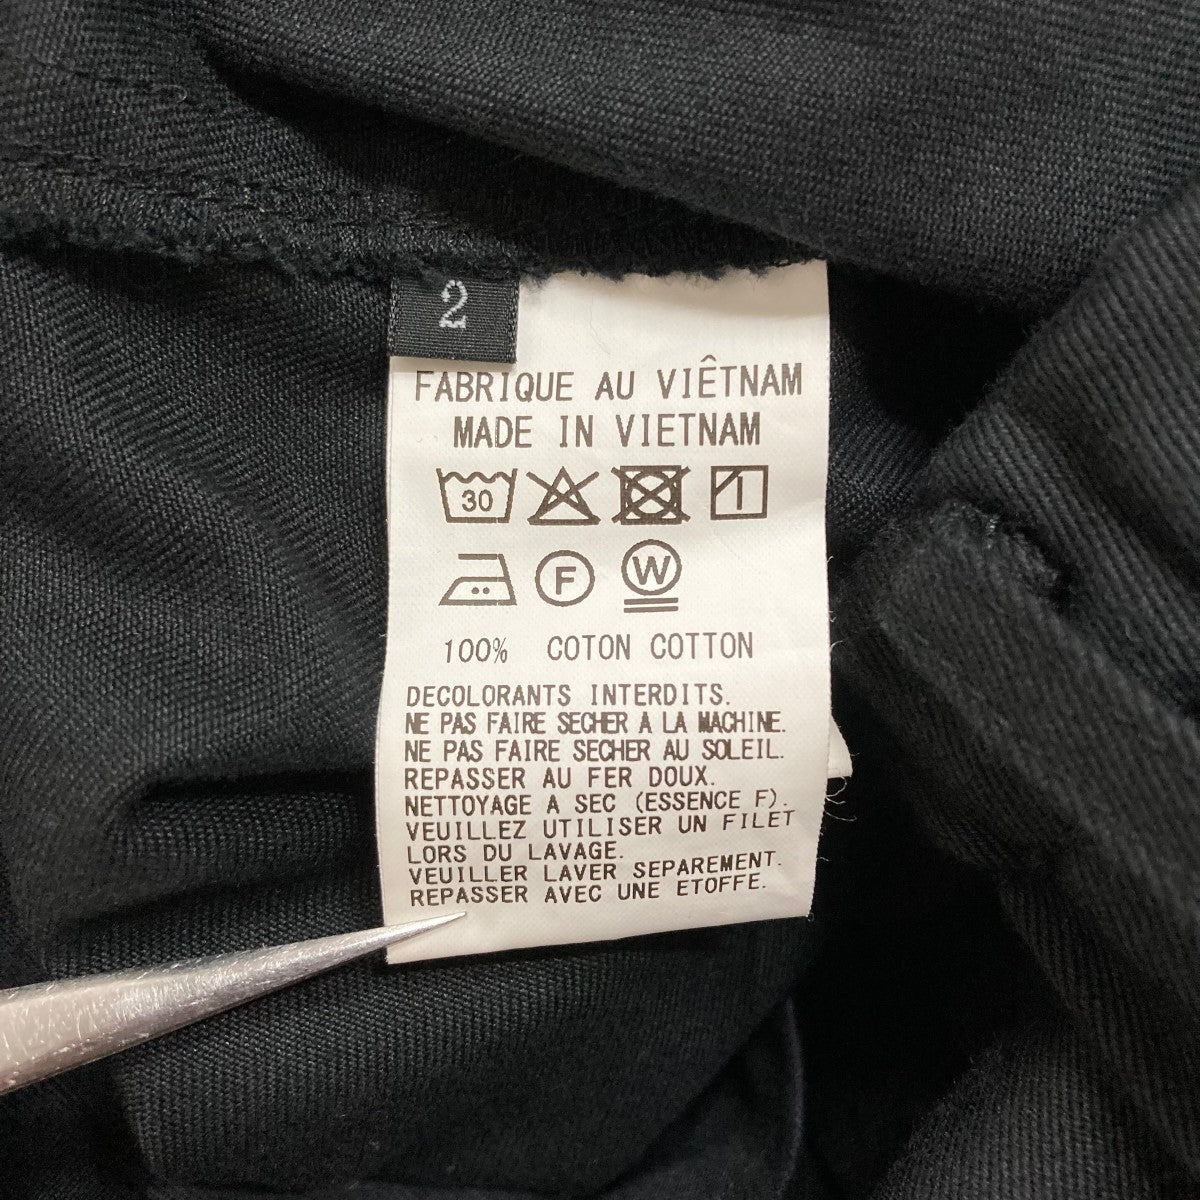 2
FABRIQUE AU VIÊTNAM
MADE IN VIETNAM
30
F W
100% COTON COTTON
DECOLORANTS INTERDITS.
NE PAS FAIRE SECHER A LA MACHINE.
NE PAS FAIRE SECHER AU SOLEIL.
REPASSER AU FER DOUX.
NETTOYAGE A SEC (ESSENCE F).
VEUILLEZ UTILISER UN FILET
LORS DU LAVAGE.
VEUILLER LAVER SEPAREMENT.
REPASSER AVEC UNE ETOFFE.